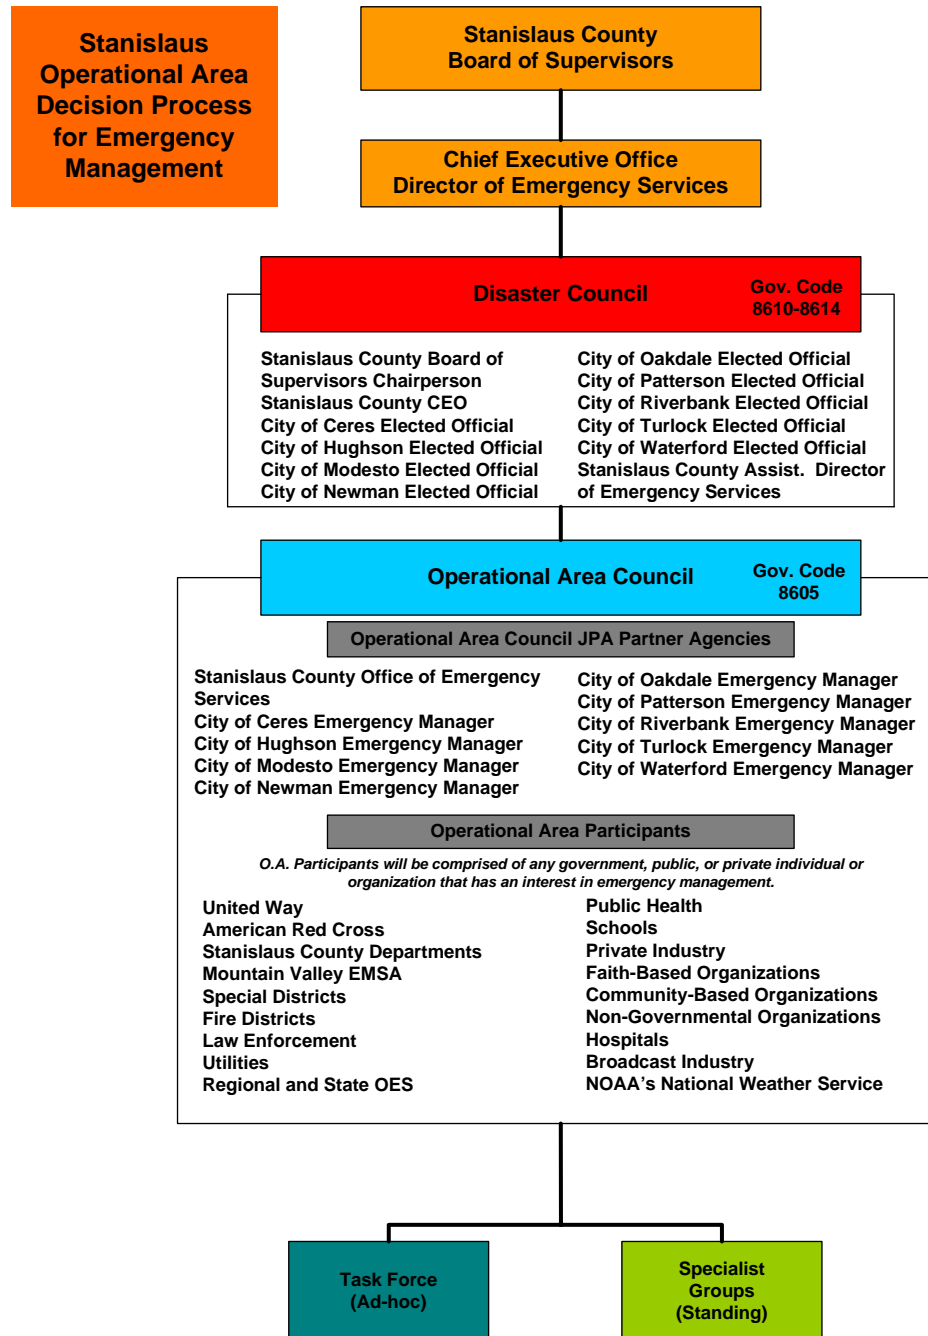 Stanislaus
Operational Area
Decision Process
for Emergency
Management
Stanislaus County
Board of Supervisors
Chief Executive Office
Director of Emergency Services
Disaster Council
Gov. Code
8610-8614
Stanislaus County Board of
Supervisors Chairperson
Stanislaus County CEO
City of Ceres Elected Official
City of Hughson Elected Official
City of Modesto Elected Official
City of Newman Elected Official
City of Oakdale Elected Official
City of Patterson Elected Official
City of Riverbank Elected Official
City of Turlock Elected Official
City of Waterford Elected Official
Stanislaus County Assist.  Director
of Emergency Services
Operational Area Council
Gov. Code
8605
Operational Area Council JPA Partner Agencies
Stanislaus County Office of Emergency
Services
City of Ceres Emergency Manager
City of Hughson Emergency Manager
City of Modesto Emergency Manager
City of Newman Emergency Manager
City of Oakdale Emergency Manager
City of Patterson Emergency Manager
City of Riverbank Emergency Manager
City of Turlock Emergency Manager
City of Waterford Emergency Manager
Operational Area Participants
O.A. Participants will be comprised of any government, public, or private individual or
organization that has an interest in emergency management.
United Way
American Red Cross
Stanislaus County Departments
Mountain Valley EMSA
Special Districts
Fire Districts
Law Enforcement
Utilities
Regional and State OES
Public Health
Schools
Private Industry
Faith-Based Organizations
Community-Based Organizations
Non-Governmental Organizations
Hospitals
Broadcast Industry
NOAA's National Weather Service
Task Force
(Ad-hoc)
Specialist
Groups
(Standing)